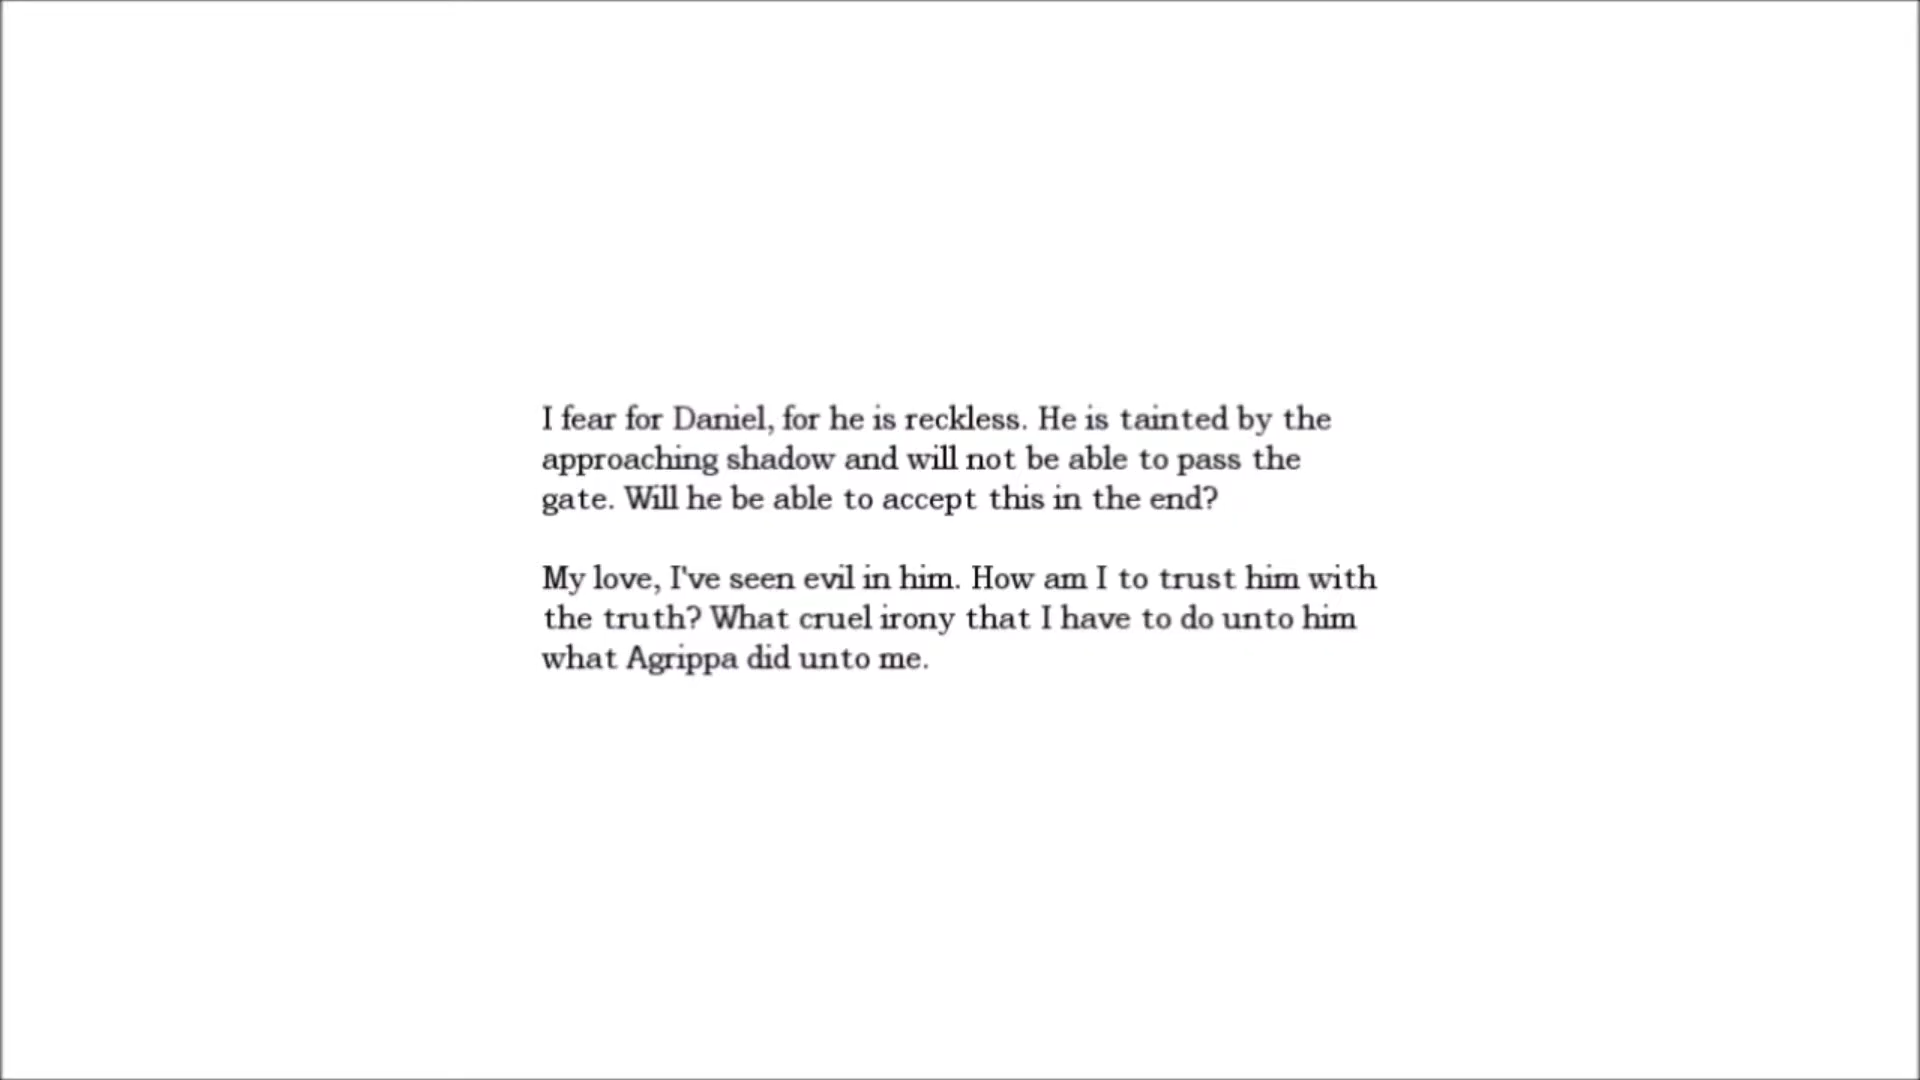 I fear for Daniel, for he is reckless. He is tainted by the
approaching shadow and will not be able to pass the
gate. Will he be able to accept this in the end?
My love, I've seen evil in him. How am I to trust him with
the truth? What cruel irony that I have to do unto him
what Agrippa did unto me.